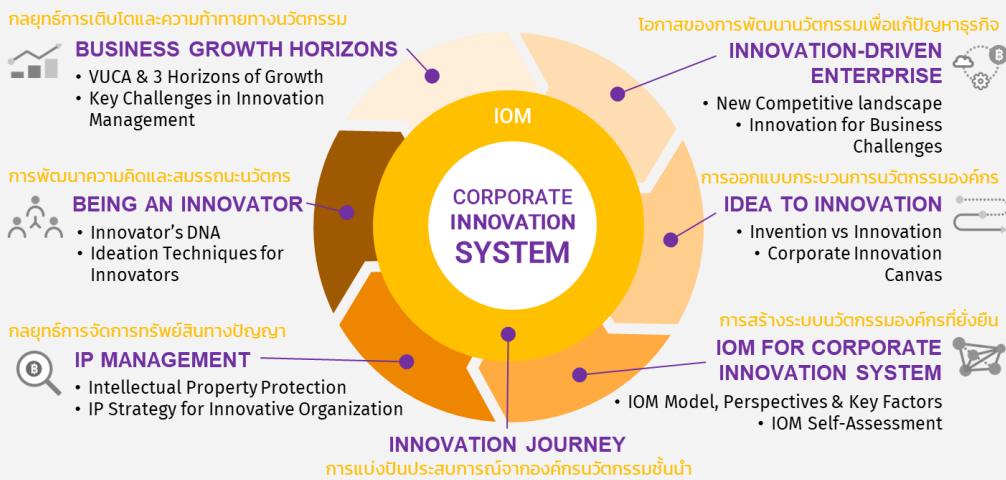 กลยุทธ์การเติบโตและความท้าทายทางนวัตกรรม
BUSINESS GROWTH HORIZONS
• VUCA & 3 Horizons of Growth
• Key Challenges in Innovation
Management
การพัฒนาความคิดและสมรรถนะนวัตกร
BEING AN INNOVATOR
• Innovator's DNA
• Ideation Techniques for
Innovators
กลยุทธ์การจัดการทรัพย์สินทางปัญญา
IP MANAGEMENT
• Intellectual Property Protection
• IP Strategy for Innovative Organization
IOM
CORPORATE
INNOVATION
SYSTEM
โอกาสของการพัฒนานวัตกรรมเพื่อแก้ปัญหาธุรกิจ
INNOVATION-DRIVEN
ENTERPRISE
• New Competitive landscape
• Innovation for Business
Challenges
การออกแบบกระบวนการนวัตกรรมองค์กร
IDEA TO INNOVATION
• Invention vs Innovation
• Corporate Innovation
Canvas
การสร้างระบบนวัตกรรมองค์กรที่ยั่งยืน
IOM FOR CORPORATE
INNOVATION SYSTEM
• IOM Model, Perspectives & Key Factors
• IOM Self-Assessment
INNOVATION JOURNEY
การแบ่งปันประสบการณ์จากองค์กรนวัตกรรมชั้นนำ